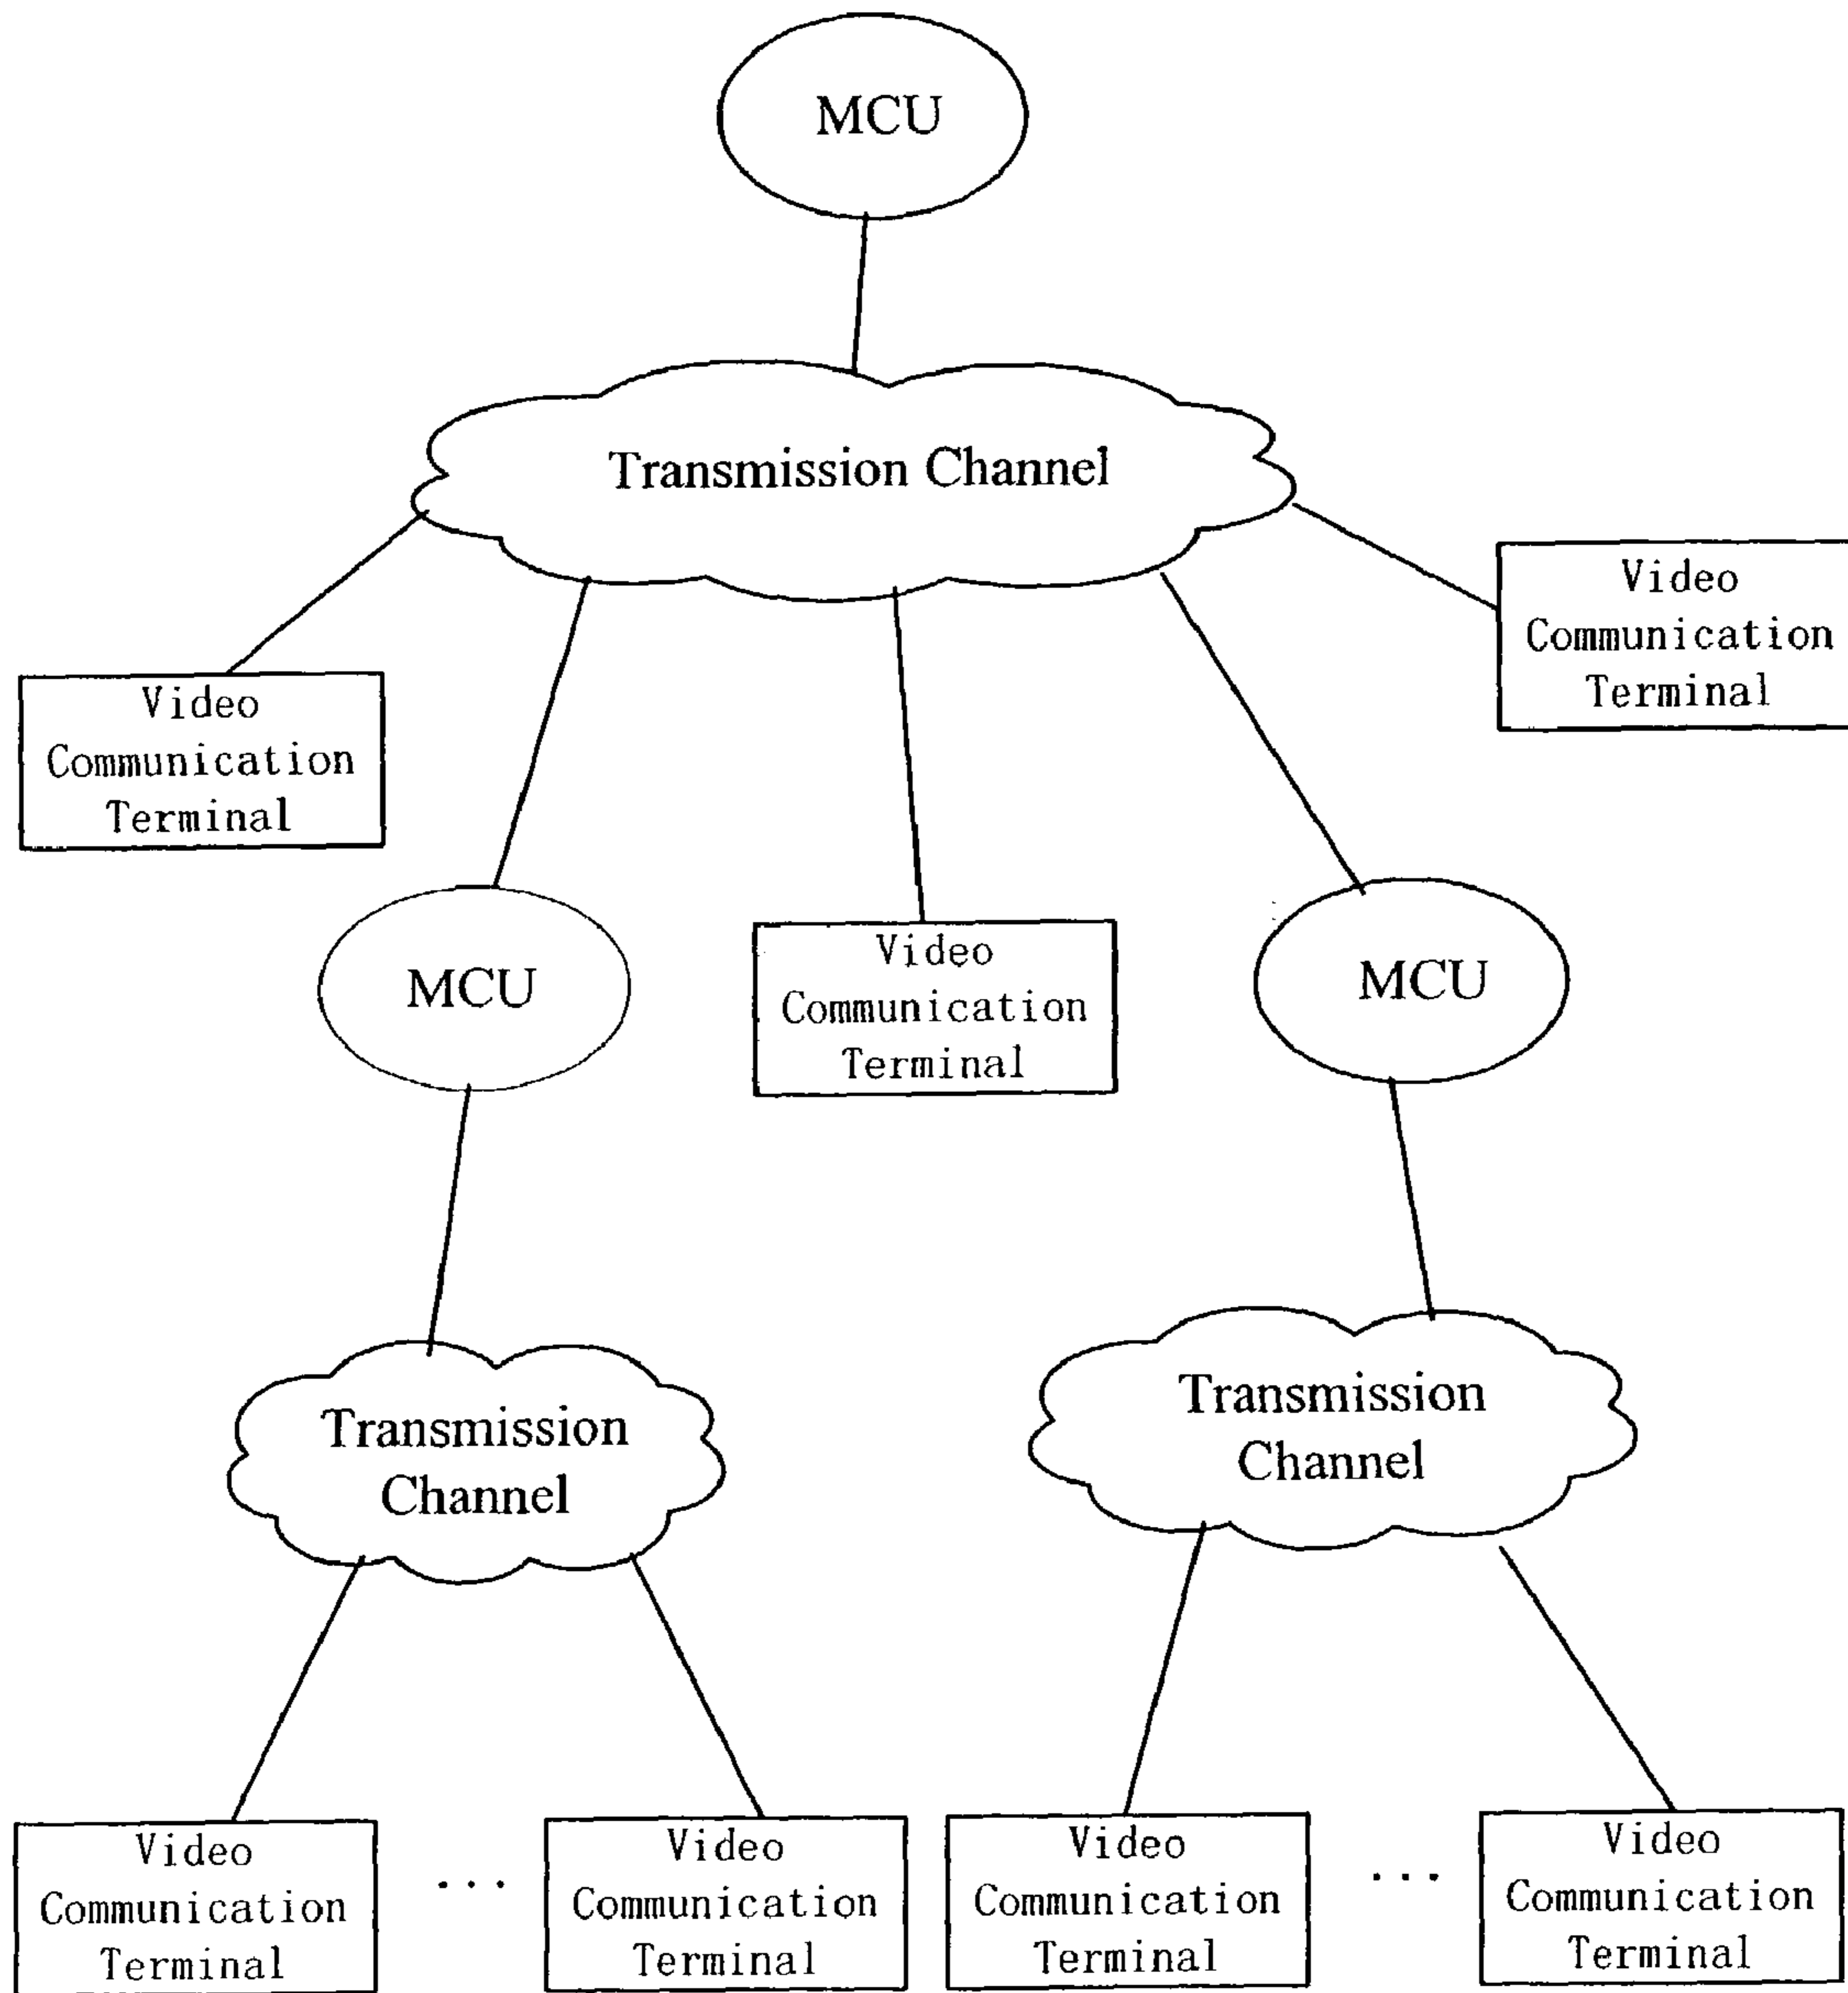 MCU
Transmission Channel
Video
Communication
Terminal
Video
Communication
Terminal
MCU
Video
Communication
Terminal
MCU
Transmission
Channel
Transmission
Channel
Video
Communication
Terminal
...
Video
Communication
Terminal
Video
Communication
Terminal
...
Video
Communication
Terminal